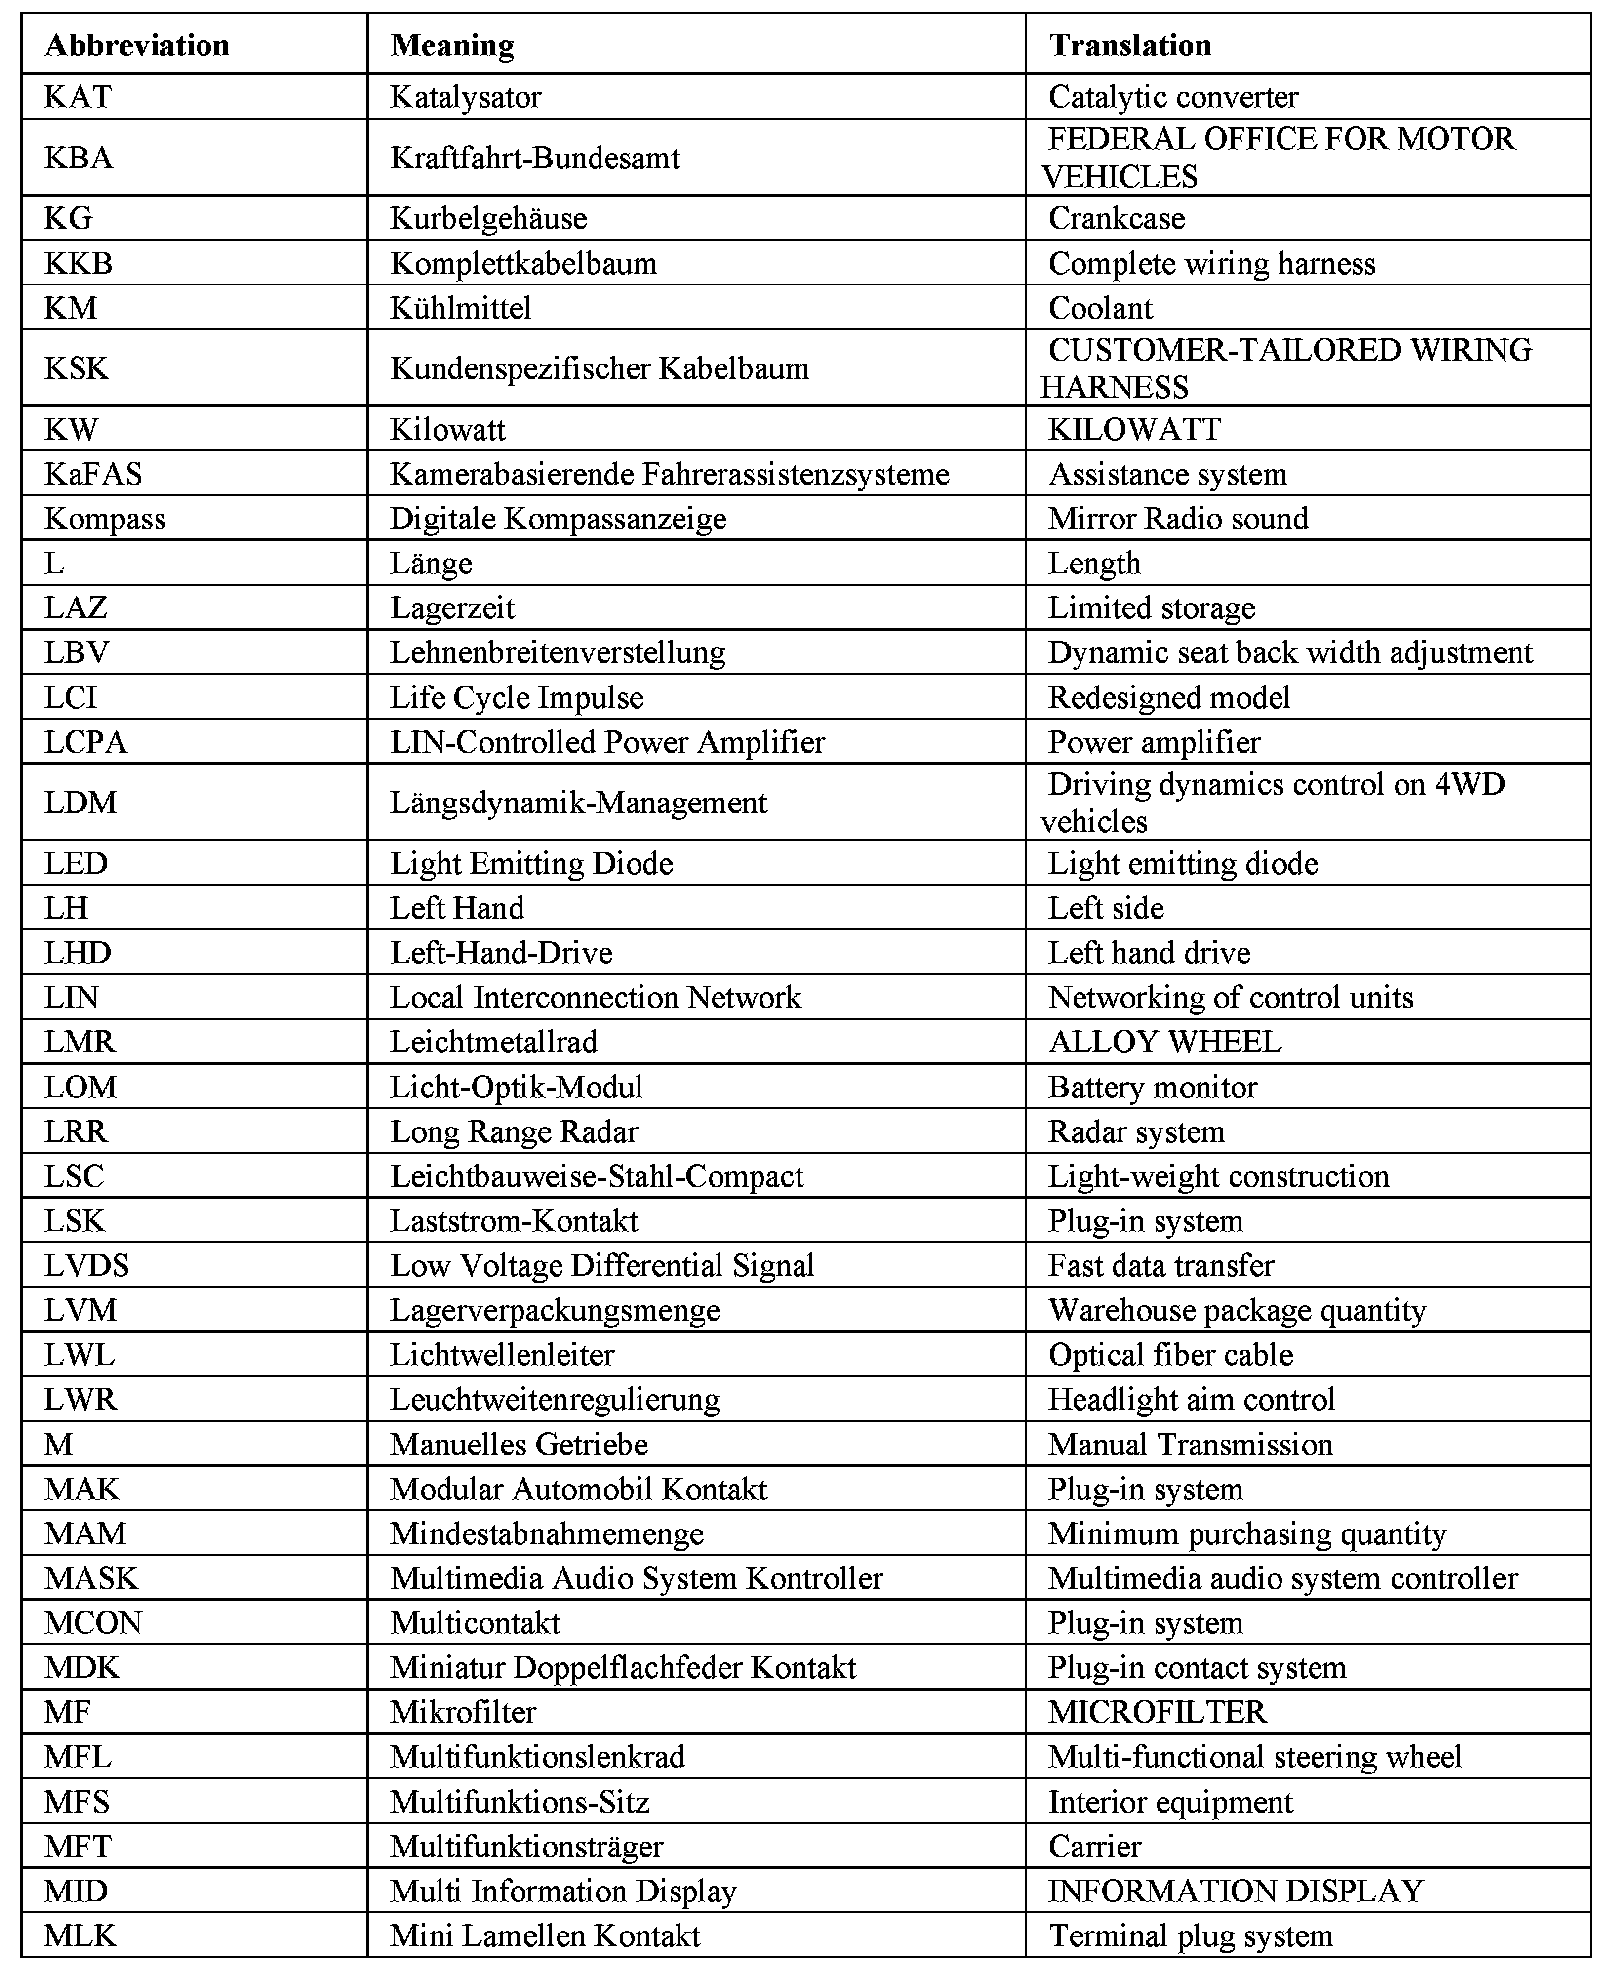 Abbreviation Meaning Translation
KAT Katalysator Catalytic converter
KBA Kraftfahrt-Bundesamt FEDERAL OFFICE FOR MOTOR
VEHICLES
KG Kurbelgehäuse Crankcase
KKB Komplettkabelbaum Complete wiring harness
KM Kühlmittel Coolant
KSK Kundenspezifischer Kabelbaum CUSTOMER-TAILORED WIRING
HARNESS
KW Kilowatt KILOWATT
KaFAS Kamerabasierende Fahrerassistenzsysteme Assistance system
Kompass Digitale Kompassanzeige Mirror Radio sound
L Länge Length
LAZ Lagerzeit Limited storage
LBV Lehnenbreitenverstellung Dynamic seat back width adjustment
LCI Life Cycle Impulse Redesigned model
LCPA LIN-Controlled Power Amplifier Power amplifier
LDM Längsdynamik-Management Driving dynamics control on 4WD
vehicles
LED Light Emitting Diode Light emitting diode
LH Left Hand Left side
LHD Left-Hand-Drive Left hand drive
LIN Local Interconnection Network Networking of control units
LMR Leichtmetallrad ALLOY WHEEL
LOM Licht-Optik-Modul Battery monitor
LRR Long Range Radar Radar system
LSC Leichtbauweise-Stahl-Compact Light-weight construction
LSK Laststrom-Kontakt Plug-in system
LVDS Low Voltage Differential Signal Fast data transfer
LVM Lagerverpackungsmenge Warehouse package quantity
LWL Lichtwellenleiter Optical fiber cable
LWR Leuchtweitenregulierung Headlight aim control
M Manuelles Getriebe Manual Transmission
MAK Modular Automobil Kontakt Plug-in system
MAM Mindestabnahmemenge Minimum purchasing quantity
MASK Multimedia Audio System Kontroller Multimedia audio system controller
MCON Multicontakt Plug-in system
MDK Miniatur Doppelflachfeder Kontakt Plug-in contact system
MF Mikrofilter MICROFILTER
MFL Multifunktionslenkrad Multi-functional steering wheel
MFS Multifunktions-Sitz Interior equipment
MFT Multifunktionsträger Carrier
MID Multi Information Display INFORMATION DISPLAY
MLK Mini Lamellen Kontakt Terminal plug system